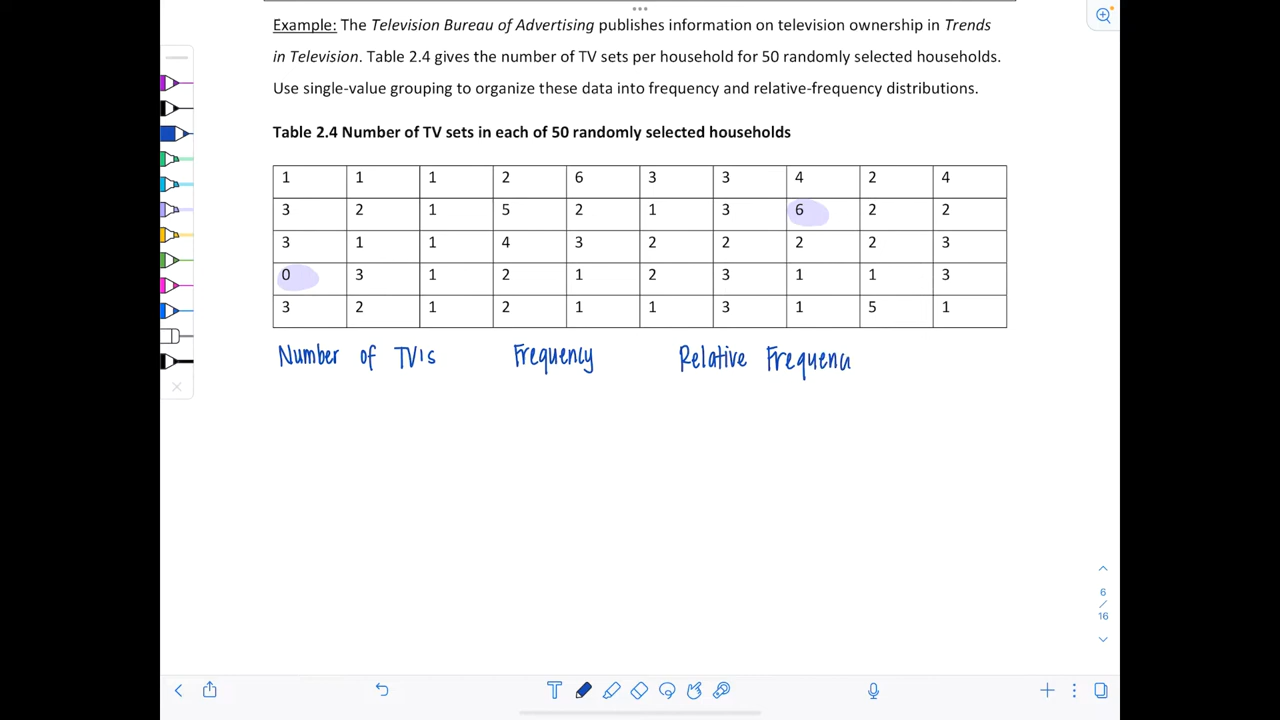 Example: The Television Bureau of Advertising publishes information on television ownership in Trends
in Television. Table 2.4 gives the number of TV sets per household for 50 randomly selected households.
Use single-value grouping to organize these data into frequency and relative-frequency distributions.
Table 2.4 Number of TV sets in each of 50 randomly selected households
1 1 1 2 6 3 3 4 2 4
3 2 1 5 2 1 3 6 2 2
3 1 1 4 3 2 2 2 2 3
0 3 1 2 1 2 3 1 1 3
3 2 1 2 1 1 3 1 5 1
Number of TV's Frequency Relative Frequenc
6
/
16
T